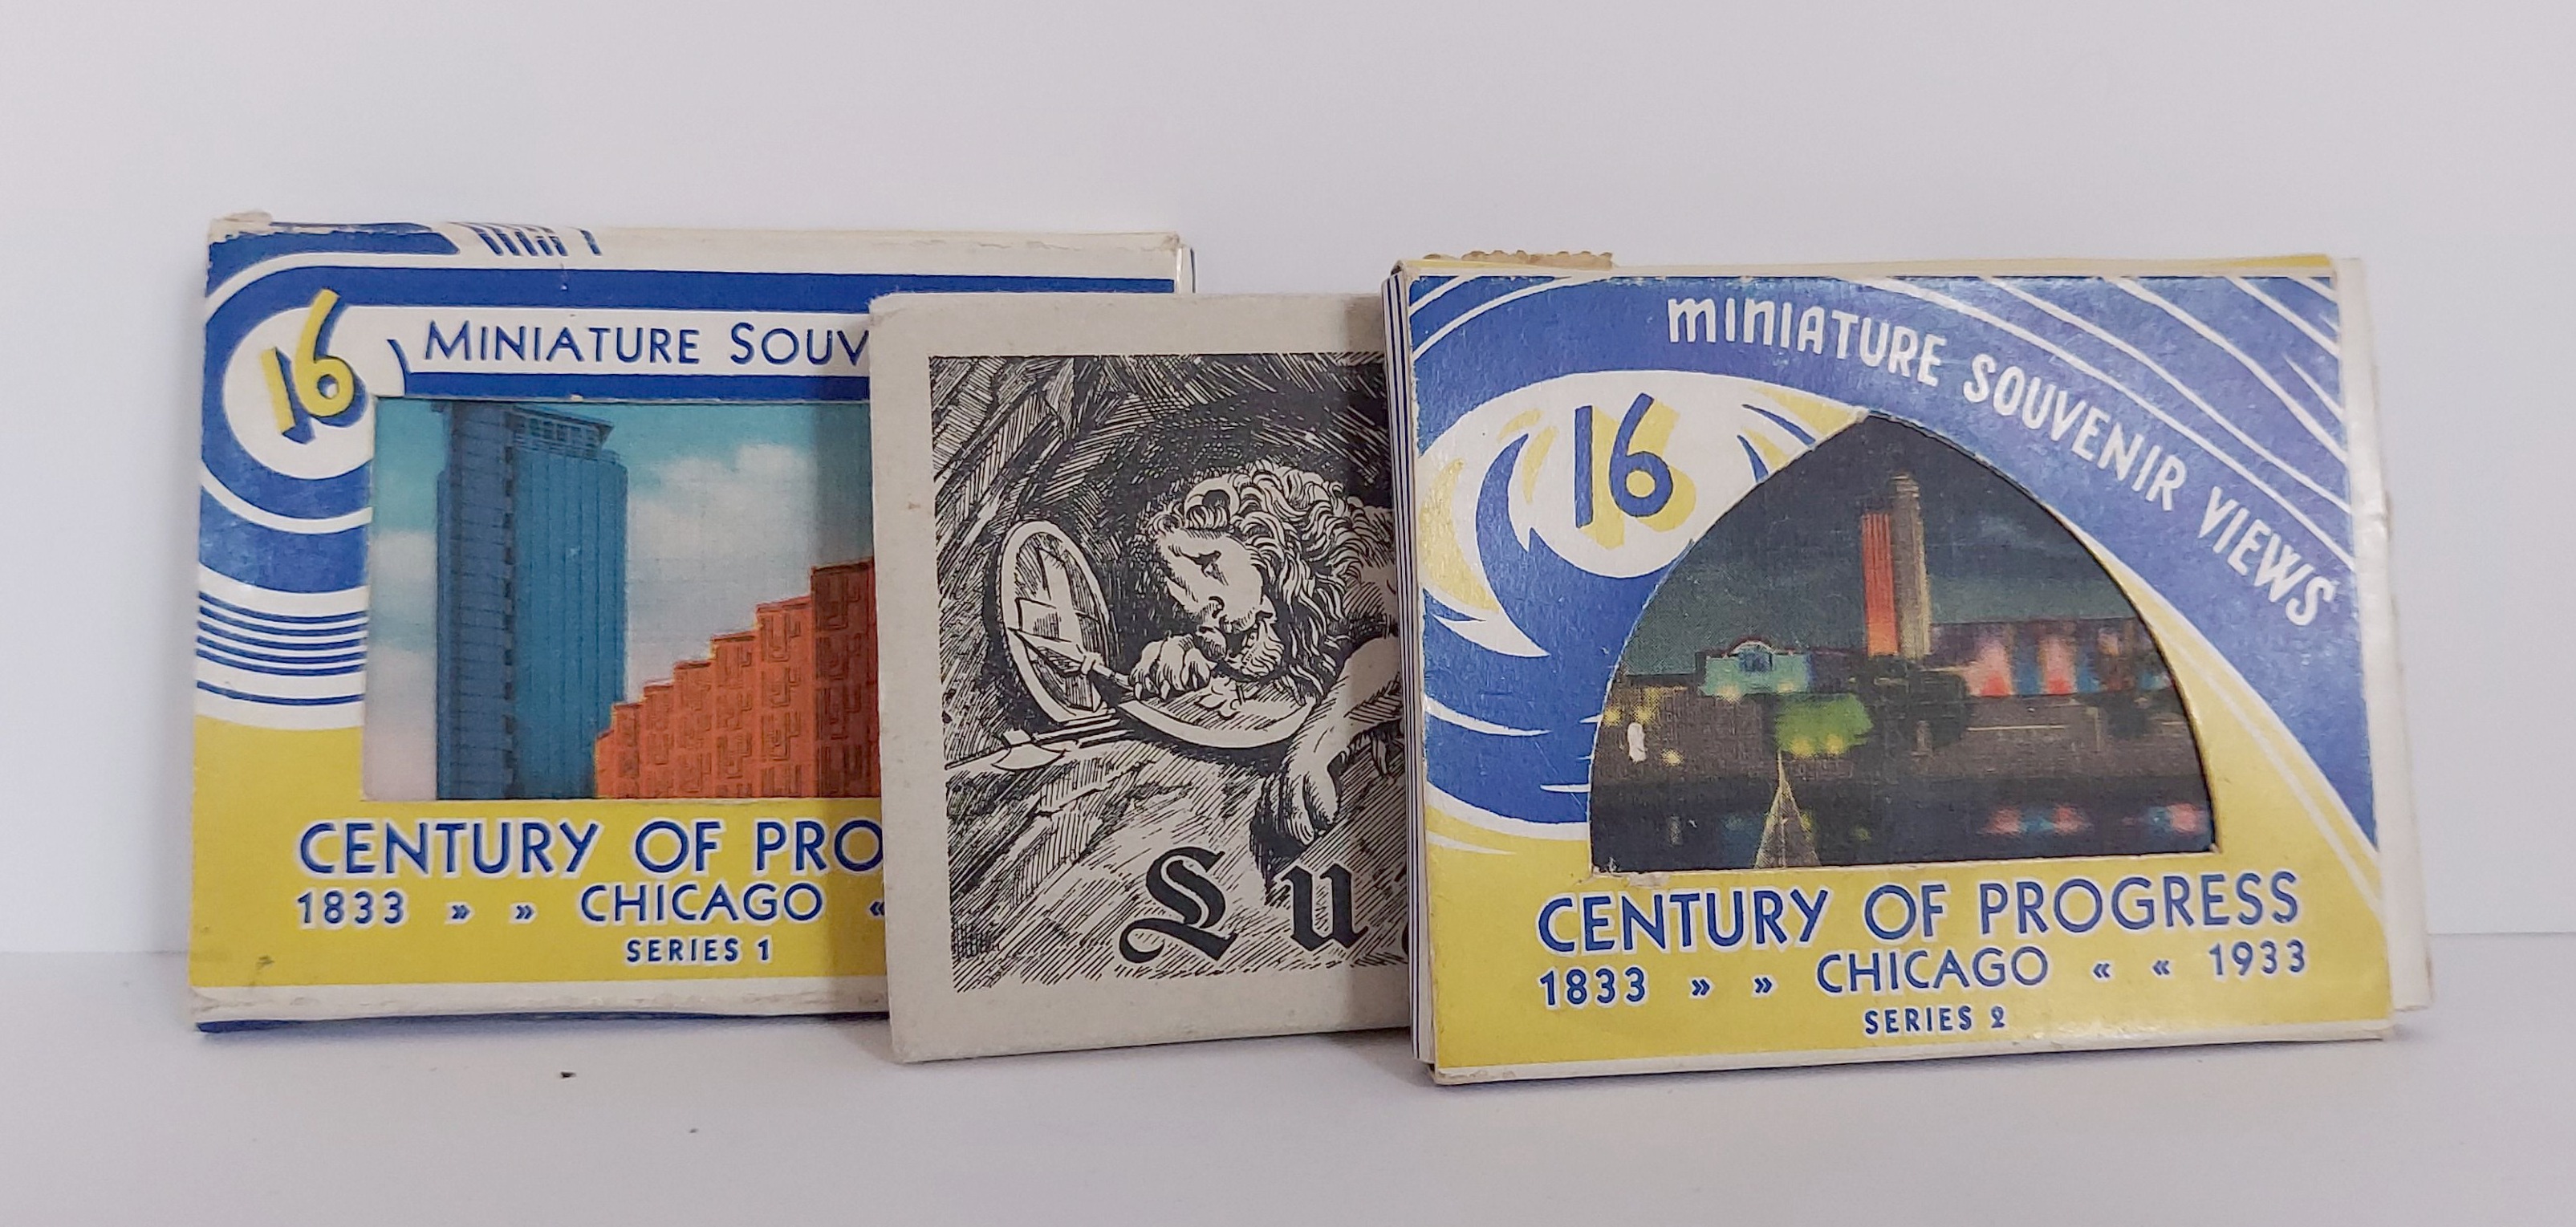 16
MINIATURE SOUV
CENTURY OF PRO
1833 » » CHICAGO «
SERIES 1
Lu
16
MINIATURE SOUVENIR VIEWS
CENTURY OF PROGRESS
1833 » » CHICAGO « « 1933
SERIES 2